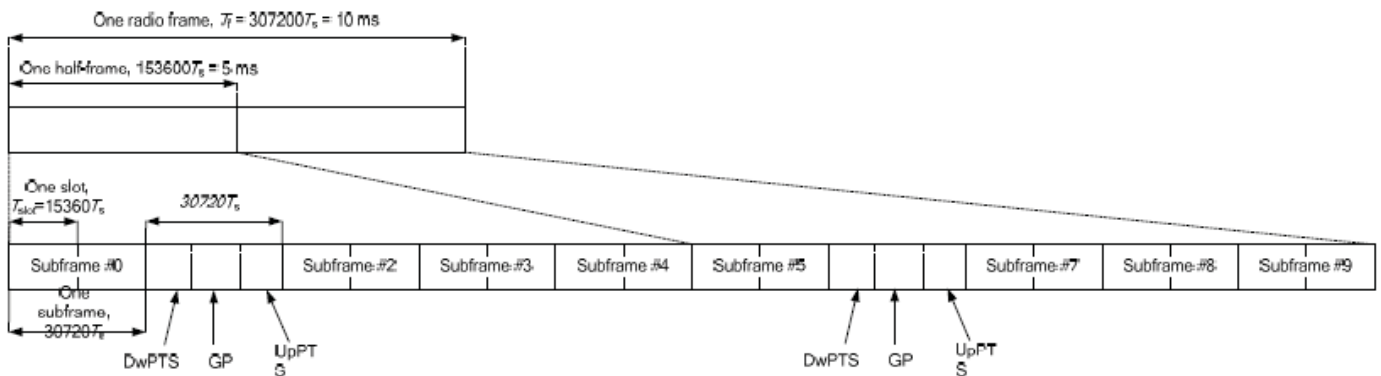 One radio frame, Tf = 307200Ts = 10 ms
One half-frame, 153600Ts = 5 ms
One slot,
Tslot=15360Ts
30720Ts
Subframe #0
Subframe #2
Subframe #3
Subframe #4
Subframe #5
Subframe #7
Subframe #8
Subframe #9
One
subframe,
30720Ts
DwPTS
GP
UpPT
S
DwPTS
GP
UpPT
S